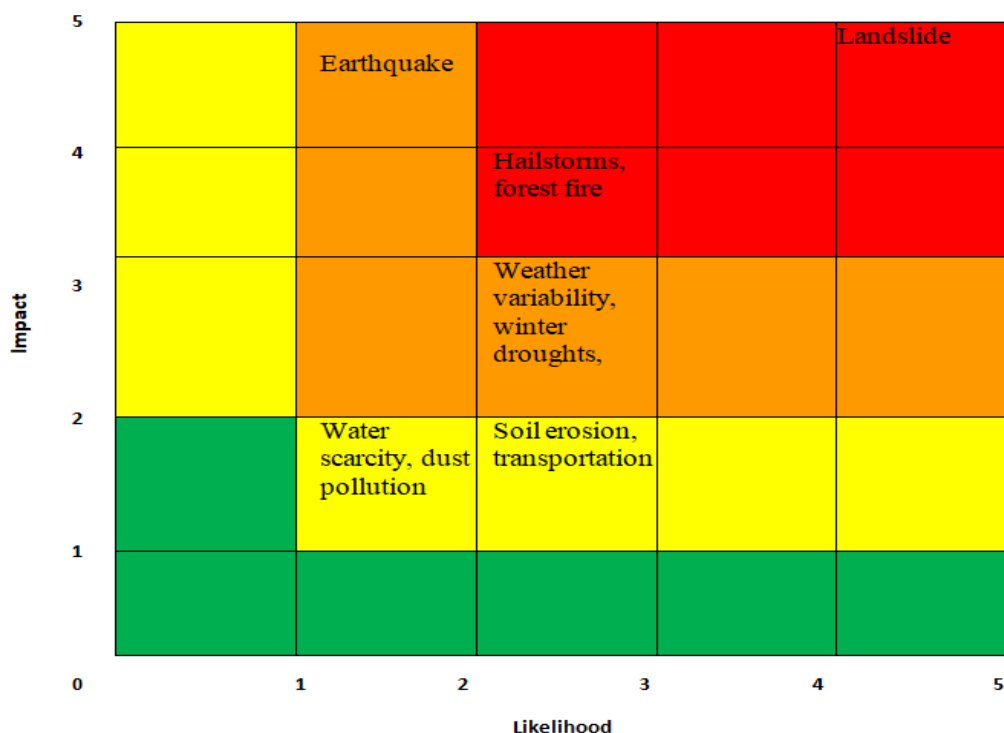 5
Landslide
Earthquake
4
Hailstorms,
forest fire
3
Weather
variability,
winter
droughts,
Impact
2
Water
scarcity, dust
pollution
Soil erosion,
transportation
1
0
1
2
3
4
5
Likelihood